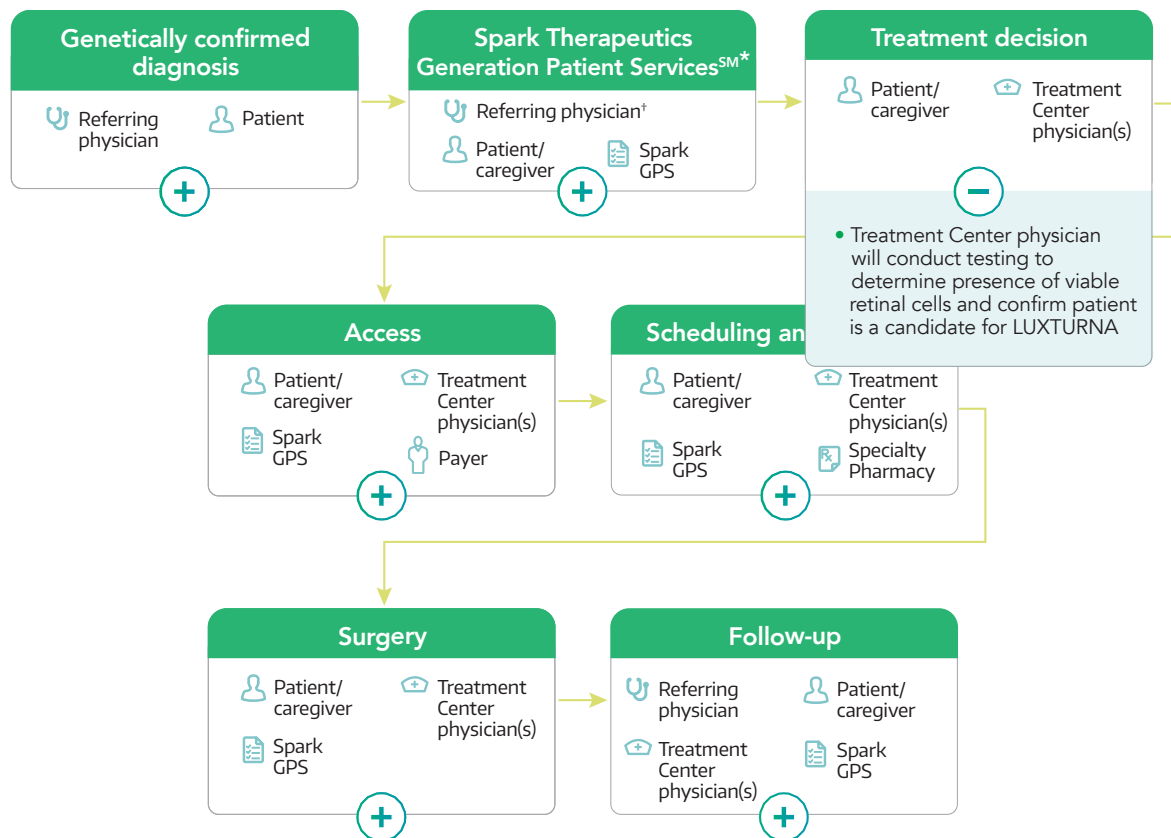 Genetically confirmed
diagnosis
Referring
physician
Patient
Spark Therapeutics
Generation Patient Services℠*
Referring physician†
Patient/
caregiver
Spark
GPS
Treatment decision
Patient/
caregiver
Treatment
Center
physician(s)
• Treatment Center physician
will conduct testing to
determine presence of viable
retinal cells and confirm patient
is a candidate for LUXTURNA
Access
Patient/
caregiver
Treatment
Center
physician(s)
Spark
GPS
Payer
Scheduling an
Patient/
caregiver
Treatment
Center
physician(s)
Spark
GPS
Rx
Specialty
Pharmacy
Surgery
Patient/
caregiver
Treatment
Center
physician(s)
Spark
GPS
Follow-up
Referring
physician
Patient/
caregiver
Treatment
Center
physician(s)
Spark
GPS